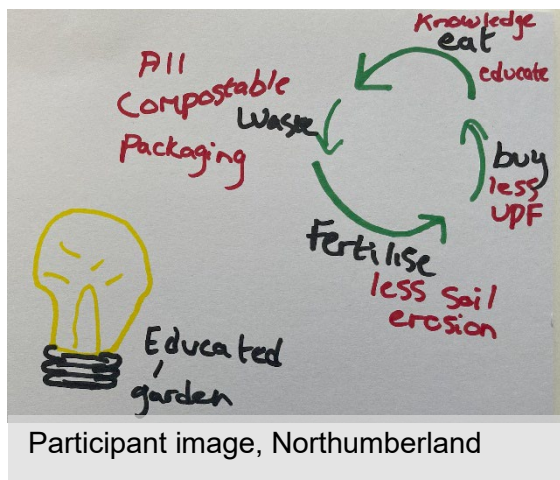 Knowledge
eat
educate
All
Compostable
Waste
Packaging
buy
less
UPF
Fertilise
less soil
erosion
Educated
garden
Participant image, Northumberland